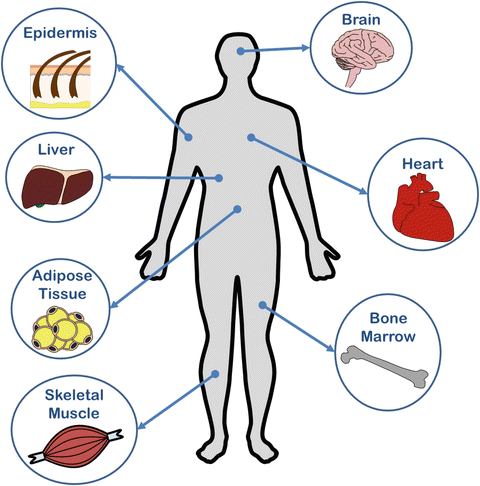 Epidermis
Brain
Liver
Heart
Adipose
Tissue
Bone
Marrow
Skeletal
Muscle